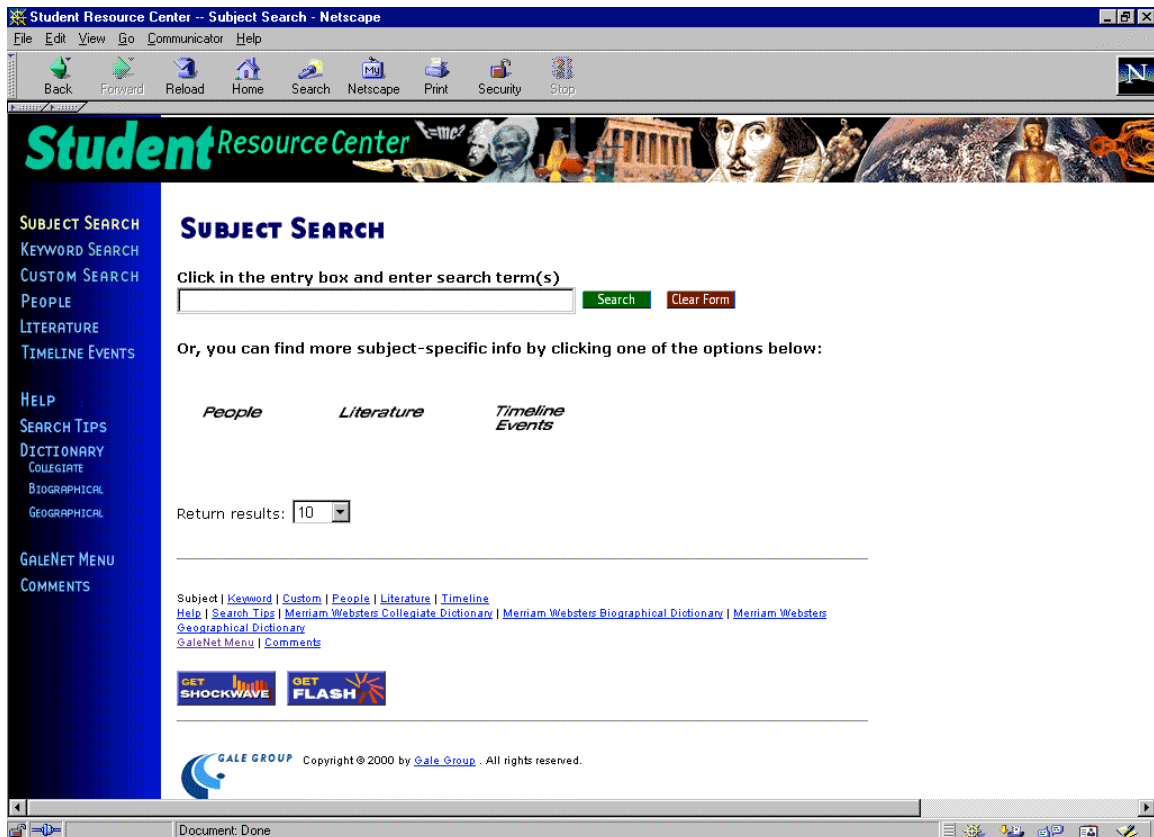 Student Resource Center -- Subject Search - Netscape
File Edit View Go Communicator Help
Back Forward Reload Home Search Netscape Print Security Stop
My
N
Student Resource Center
E=mc²
SUBJECT SEARCH
KEYWORD SEARCH
CUSTOM SEARCH
PEOPLE
LITERATURE
TIMELINE EVENTS
HELP
SEARCH TIPS
DICTIONARY
COLLEGIATE
BIOGRAPHICAL
GEOGRAPHICAL
GALENET MENU
COMMENTS
SUBJECT SEARCH
Click in the entry box and enter search term(s)
Search Clear Form
Or, you can find more subject-specific info by clicking one of the options below:
People Literature Timeline
Events
Return results: 10
Subject | Keyword | Custom | People | Literature | Timeline
Help | Search Tips | Merriam Websters Collegiate Dictionary | Merriam Websters Biographical Dictionary | Merriam Websters
Geographical Dictionary
GaleNet Menu | Comments
GET SHOCKWAVE
GET FLASH
GALE GROUP Copyright © 2000 by Gale Group . All rights reserved.
Document: Done